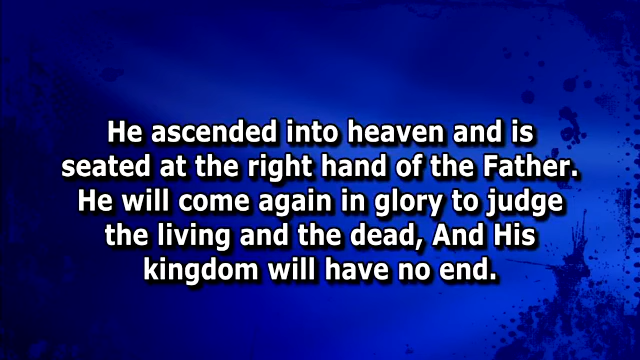 He ascended into heaven and is
seated at the right hand of the Father.
He will come again in glory to judge
the living and the dead, And His
kingdom will have no end.